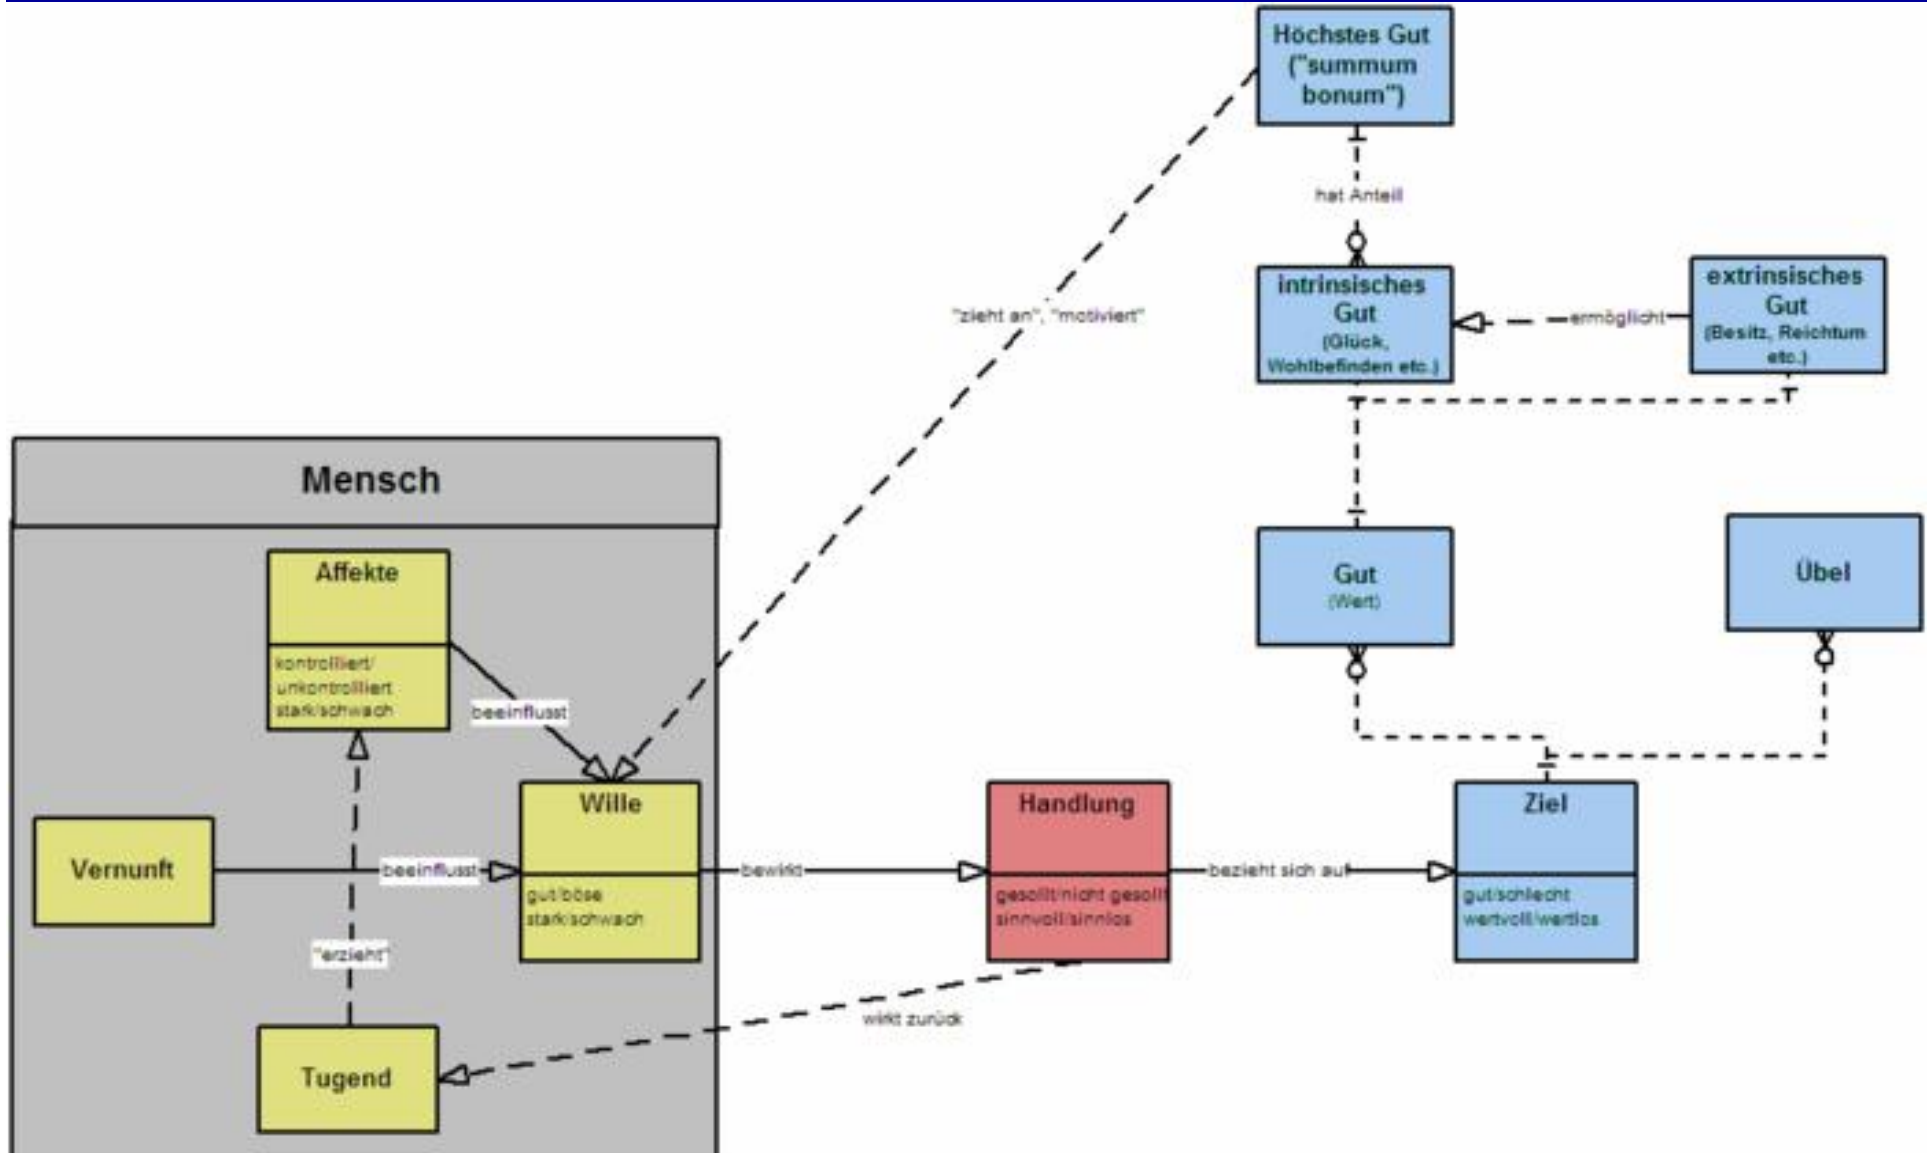 Höchstes Gut
("summum
bonum")
hat Anteil
intrinsisches
Gut
(Glück,
Wohlbefinden etc.)
ermöglicht
extrinsisches
Gut
(Besitz, Reichtum
etc.)
"zieht an", "motiviert"
Mensch
Affekte
kontrolliert/
unkontrolliert
stark/schwach
beeinflusst
Gut
(Wert)
Übel
Vernunft
beeinflusst
Wille
gut/böse
stark/schwach
bewirkt
Handlung
gesollt/nicht gesollt
sinnvoll/sinnlos
bezieht sich auf
Ziel
gut/schlecht
wertvoll/wertlos
"erzieht"
wirkt zurück
Tugend